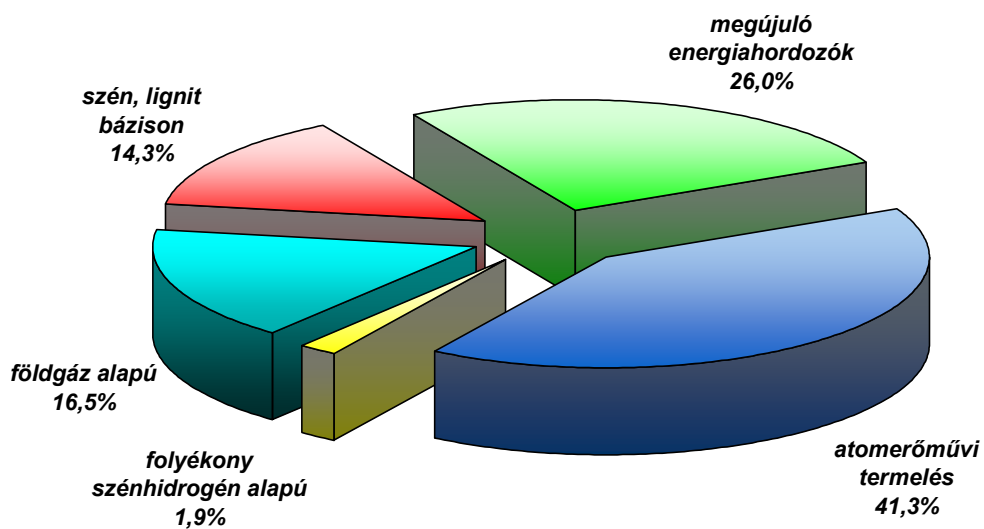 megújuló
energiahordozók
26,0%
szén, lignit
bázison
14,3%
földgáz alapú
16,5%
folyékony
szénhidrogén alapú
1,9%
atomerőművi
termelés
41,3%